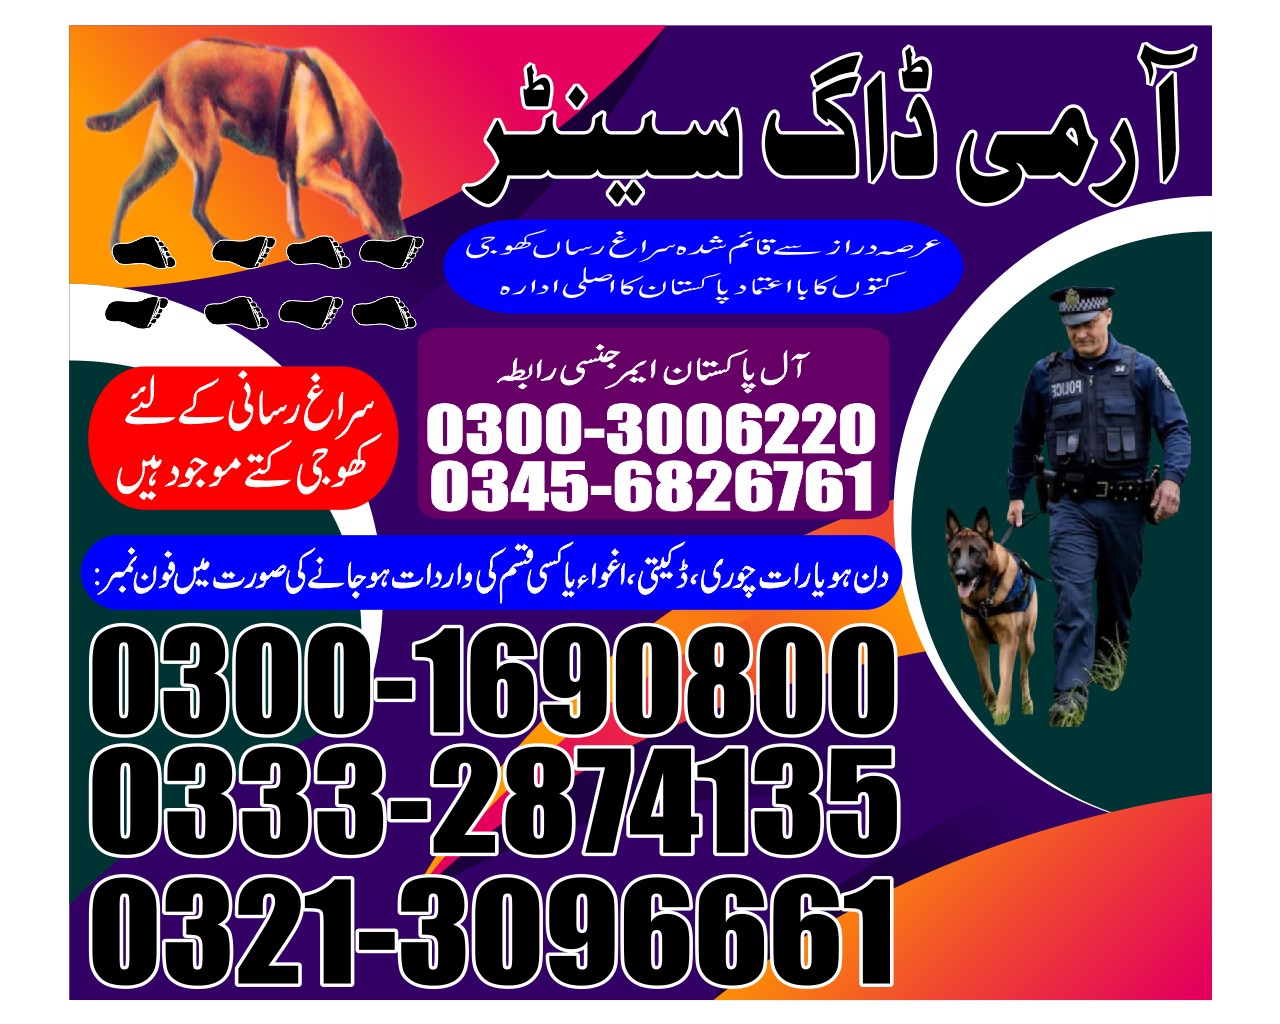 آرمی ڈاگ سینٹر
عرصہ دراز سے قائم شدہ سراغ رساں کھوجی
کتوں کا بااعتماد پاکستان کا اصلی ادارہ
آل پاکستان ایمرجنسی رابطہ
0300-3006220
0345-6826761
سراغ رسانی کے لئے
کھوجی کتے موجود ہیں
POLICE
دن ہو یا رات چوری، ڈکیتی، اغواء یا کسی قسم کی واردات ہو جانے کی صورت میں فون نمبر:
0300-1690800
0333-2874135
0321-3096661